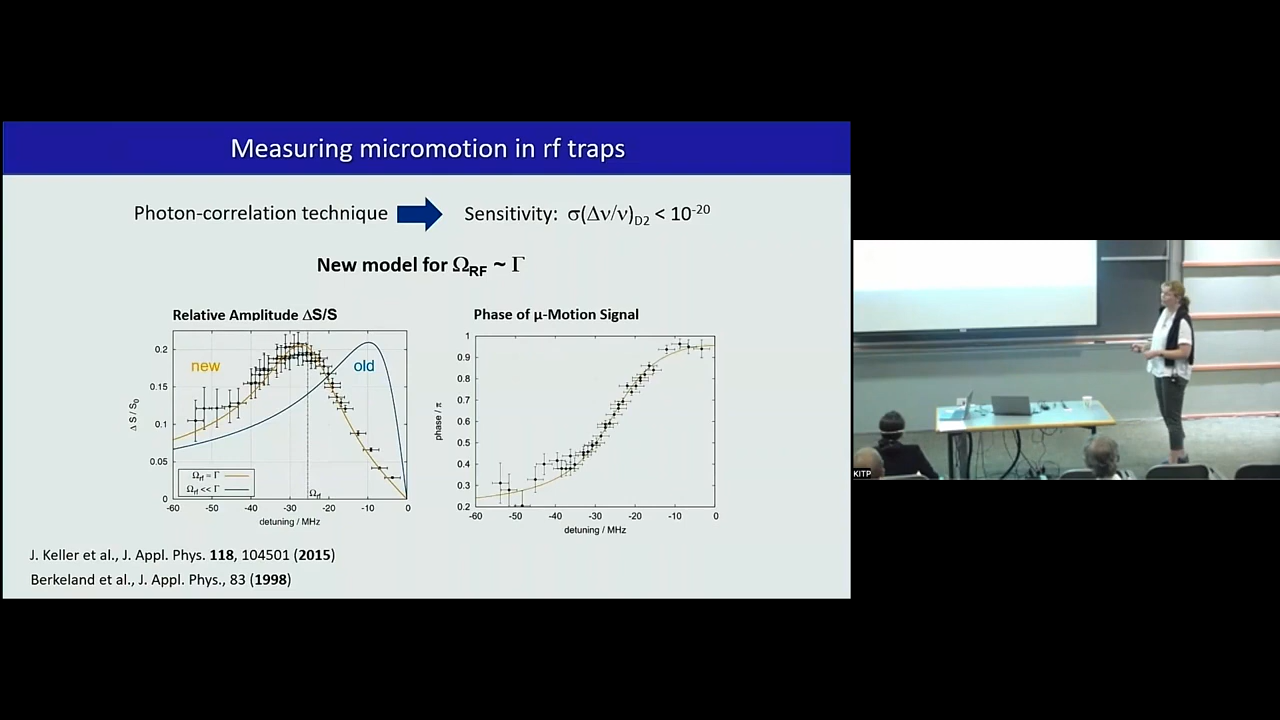 Measuring micromotion in rf traps
Photon-correlation technique
Sensitivity: σ(Δν/ν)D2 < 10-20
New model for ΩRF ~ Γ
Relative Amplitude ΔS/S
new
old
Δ S / S0
0.2
0.15
0.1
0.05
0
Ωrf = Γ
Ωrf << Γ
Ωrf
-60 -50 -40 -30 -20 -10 0
detuning / MHz
Phase of μ-Motion Signal
phase / π
1
0.9
0.8
0.7
0.6
0.5
0.4
0.3
0.2
-60 -50 -40 -30 -20 -10 0
detuning / MHz
J. Keller et al., J. Appl. Phys. 118, 104501 (2015)
Berkeland et al., J. Appl. Phys., 83 (1998)
KITP